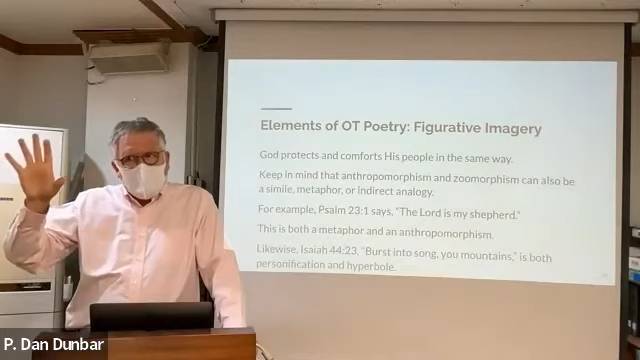 Elements of OT Poetry: Figurative Imagery
God protects and comforts His people in the same way.
Keep in mind that anthropomorphism and zoomorphism can also be
a simile, metaphor, or indirect analogy.
For example, Psalm 23:1 says, "The Lord is my shepherd."
This is both a metaphor and an anthropomorphism.
Likewise, Isaiah 44:23, "Burst into song, you mountains," is both
personification and hyperbole.
P. Dan Dunbar